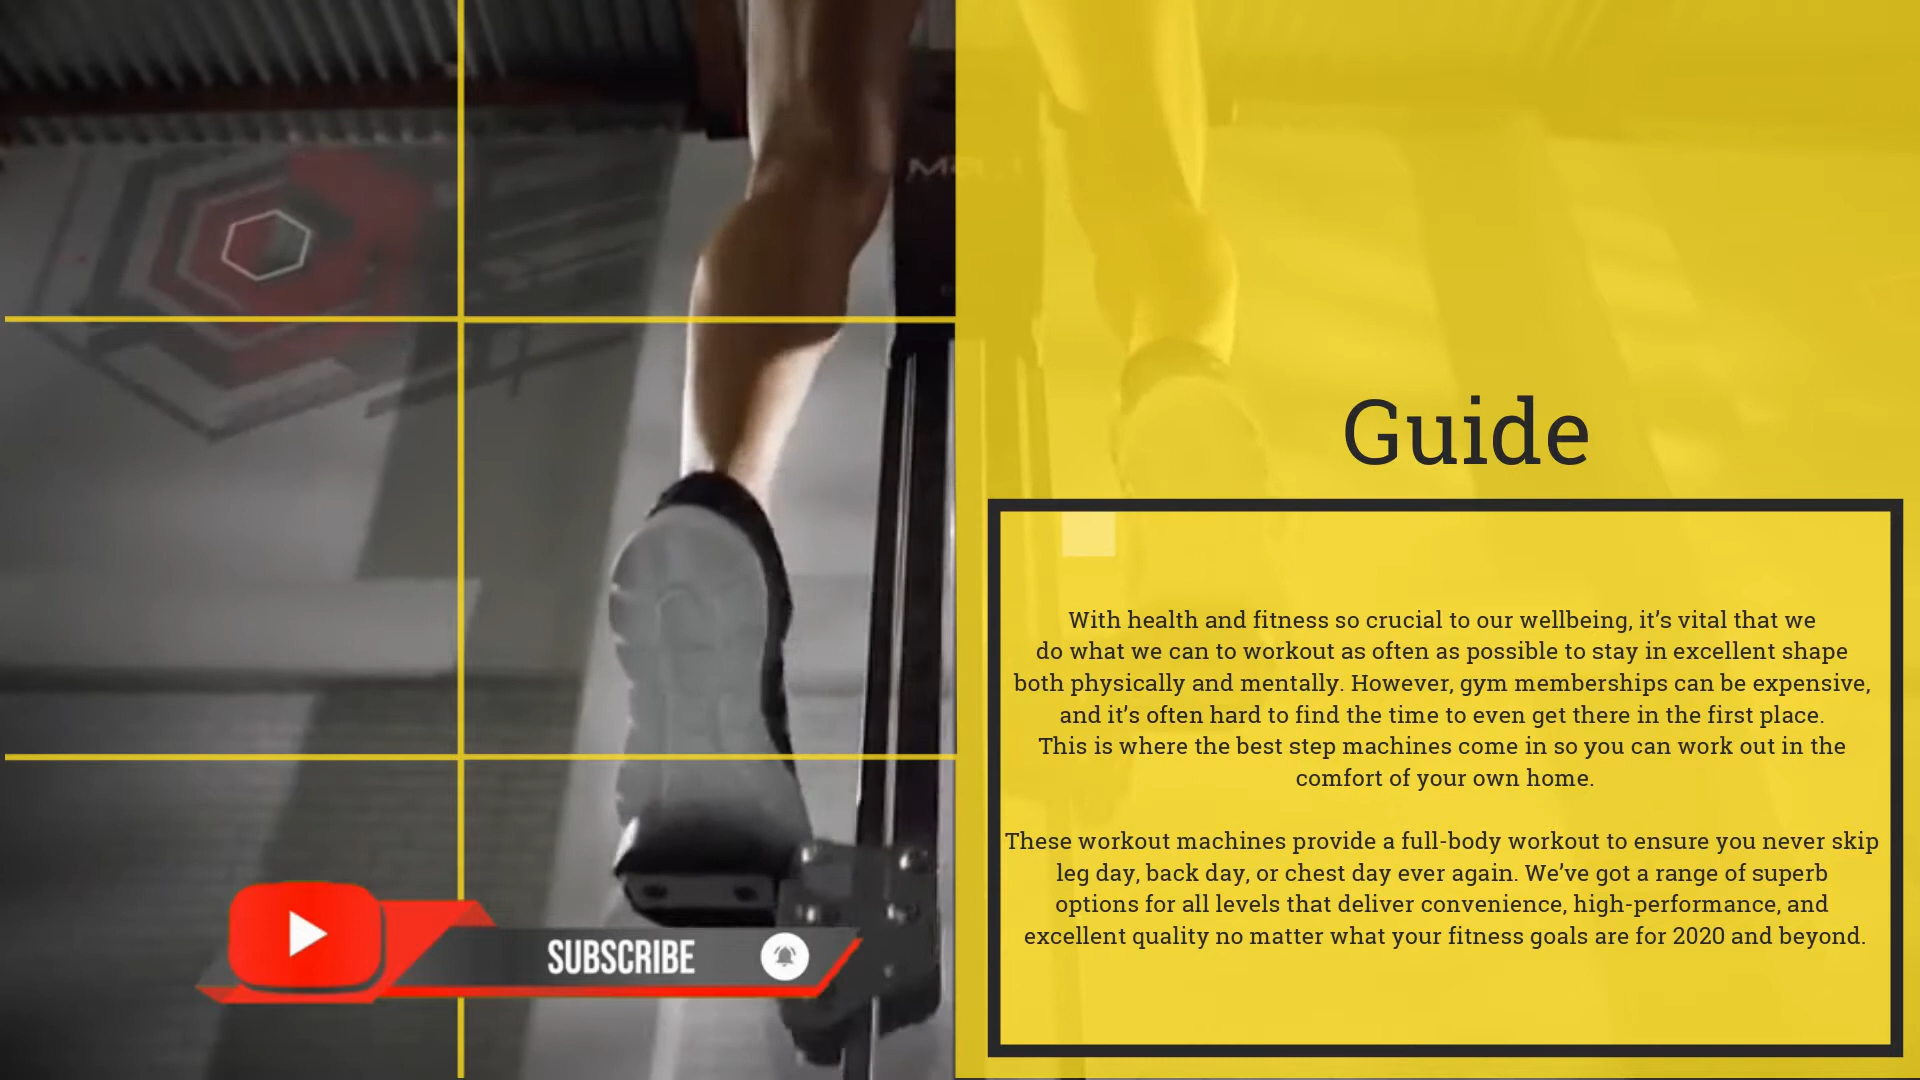 Guide
With health and fitness so crucial to our wellbeing, it’s vital that we
do what we can to workout as often as possible to stay in excellent shape
both physically and mentally. However, gym memberships can be expensive,
and it’s often hard to find the time to even get there in the first place.
This is where the best step machines come in so you can work out in the
comfort of your own home.
These workout machines provide a full-body workout to ensure you never skip
leg day, back day, or chest day ever again. We’ve got a range of superb
options for all levels that deliver convenience, high-performance, and
excellent quality no matter what your fitness goals are for 2020 and beyond.
SUBSCRIBE